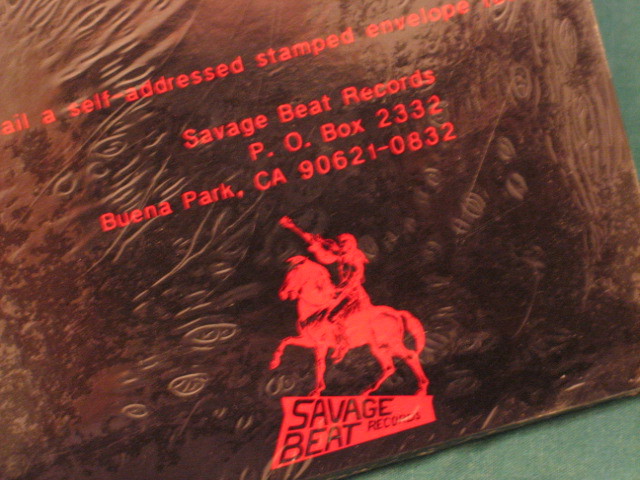 ail a self-addressed stamped envelope
Savage Beat Records
P. O. Box 2332
Buena Park, CA 90621-0832
SAVAGE
BEAT RECORDS